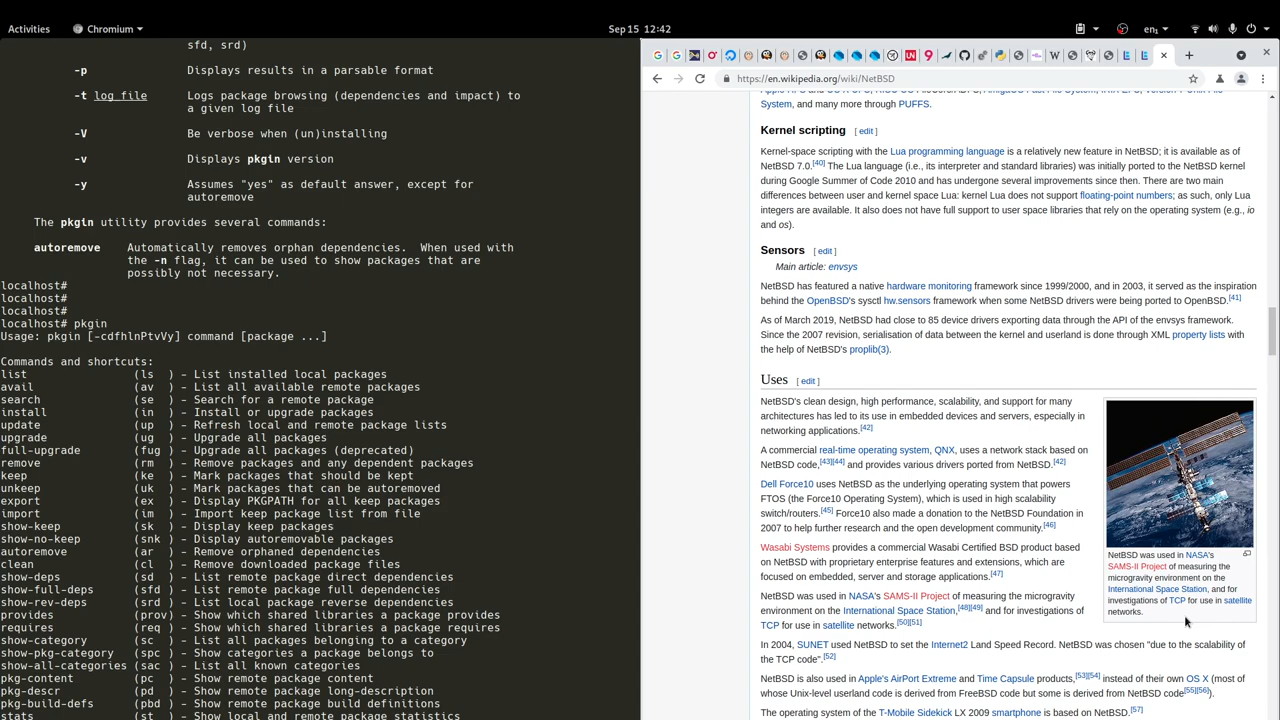 Activities
Chromium
Sep 15 12:42
en₁
sfd, srd)
-p Displays results in a parsable format
-t log_file Logs package browsing (dependencies and impact) to
the log file
-V Be verbose when (un)installing
-v Displays pkgin version
-y Assumes "yes" as default answer, except for
autoremove
The pkgin utility provides several commands:
autoremove Automatically removes orphan dependencies. When used with
the -n flag, it can be used to show packages that are
possibly not necessary.
localhost#
localhost#
localhost#
localhost# pkgin
Usage: pkgin [-cdfhlnPtvVy] command [package ...]
Commands and shortcuts:
list (ls ) - List installed local packages
avail (av ) - List all available remote packages
search (se ) - Search for a remote package
install (in ) - Install or upgrade packages
update (up ) - Refresh local and remote package lists
upgrade (ug ) - Upgrade all packages
full-upgrade (fug ) - Upgrade all packages (deprecated)
remove (rm ) - Remove packages and any dependent packages
keep (ke ) - Mark packages that should be kept
unkeep (uk ) - Mark packages that can be autoremoved
export (ex ) - Display PKGPATH for all keep packages
import (im ) - Import keep package list from file
show-keep (sk ) - Display keep packages
show-no-keep (snk ) - Display autoremovable packages
autoremove (ar ) - Remove orphaned dependencies
clean (cl ) - Remove downloaded package files
show-deps (sd ) - List remote package direct dependencies
show-full-deps (sfd ) - List remote package full dependencies
show-rev-deps (srd ) - List remote package reverse dependencies
provides (prov) - Show libraries provided by a package
requires (req ) - Show libraries required by a package
show-category (sc ) - List all packages belonging to a category
show-pkg-category (spc ) - Show categories a package belongs to
show-all-categories (sac ) - List all known categories
pkg-content (pc ) - Show remote package content
pkg-descr (pd ) - Show remote package long-description
pkg-build-defs (pbd ) - Show remote package build definitions
stats (st ) - Show local and remote package statistics
https://en.wikipedia.org/wiki/NetBSD
System, and many more through PUFFS.
Kernel scripting [ edit ]
Kernel-space scripting with the Lua programming language is a relatively new feature in NetBSD; it is available as of
NetBSD 7.0.[40] The Lua language (i.e., its interpreter and standard libraries) was initially ported to the NetBSD kernel
during Google Summer of Code 2010 and has undergone several improvements since then. There are two main
differences between user and kernel space Lua: kernel Lua does not support floating-point numbers; as such, only Lua
integers are available. It also does not have full support to user space libraries that rely on the operating system (e.g., io
and os).
Sensors [ edit ]
Main article: envsys
NetBSD has featured a native hardware monitoring framework since 1999/2000, and in 2003, it served as the inspiration
behind the OpenBSD's sysctl hw.sensors framework when some NetBSD drivers were being ported to OpenBSD.[41]
As of March 2019, NetBSD had close to 85 device drivers exporting data through the API of the envsys framework.
Since the 2007 revision, serialisation of data between the kernel and userland is done through XML property lists with
the help of NetBSD's proplib(3).
Uses [ edit ]
NetBSD's clean design, high performance, scalability, and support for many
architectures has led to its use in embedded devices and servers, especially in
networking applications.[42]
A commercial real-time operating system, QNX, uses a network stack based on
NetBSD code,[43][44] and provides various drivers ported from NetBSD.[42]
Dell Force10 uses NetBSD as the underlying operating system that powers
FTOS (the Force10 Operating System), which is used in high scalability
switch/routers.[45] Force10 also made a donation to the NetBSD Foundation in
2007 to help further research and the open development community.[46]
Wasabi Systems provides a commercial Wasabi Certified BSD product based
on NetBSD with proprietary enterprise features and extensions, which are
focused on embedded, server and storage applications.[47]
NetBSD was used in NASA's SAMS-II Project of measuring the microgravity
environment on the International Space Station,[48][49] and for investigations of
TCP for use in satellite networks.[50][51]
NetBSD was used in NASA's
SAMS-II Project of measuring the
microgravity environment on the
International Space Station, and for
investigations of TCP for use in satellite
networks.
In 2004, SUNET used NetBSD to set the Internet2 Land Speed Record. NetBSD was chosen "due to the scalability of
the TCP code".[52]
NetBSD is also used in Apple's AirPort Extreme and Time Capsule products,[53][54] instead of their own OS X (most of
whose Unix-level userland code is derived from FreeBSD code but some is derived from NetBSD code[55][56]).
The operating system of the T-Mobile Sidekick LX 2009 smartphone is based on NetBSD.[57]